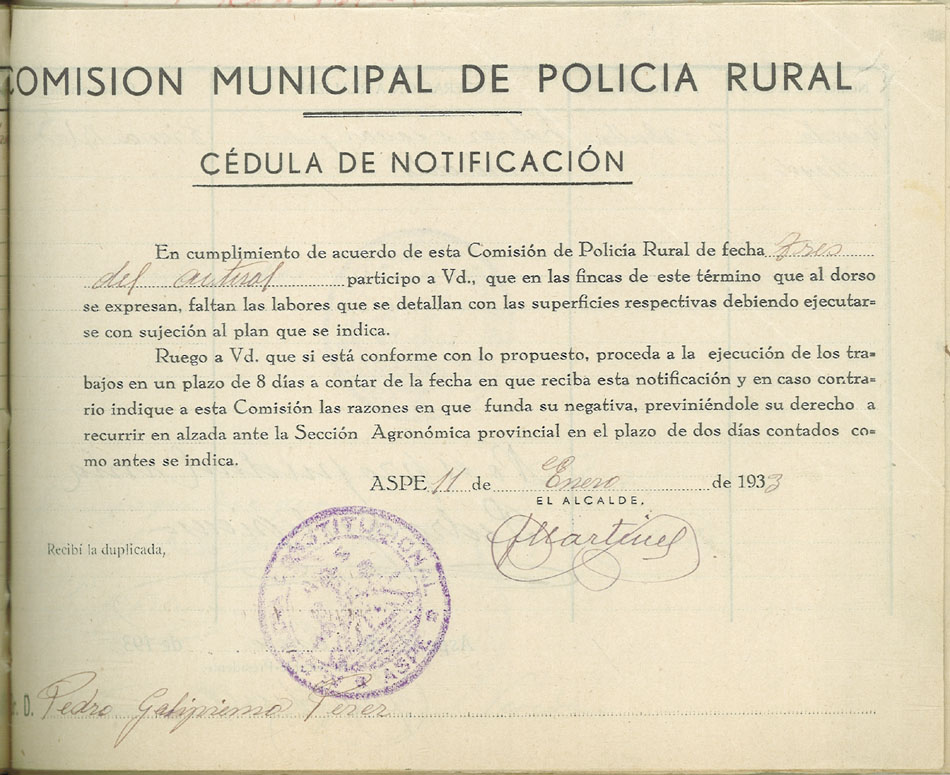 COMISION MUNICIPAL DE POLICIA RURAL
CÉDULA DE NOTIFICACIÓN
En cumplimiento de acuerdo de esta Comisión de Policía Rural de fecha tres
del actual participo a Vd., que en las fincas de este término que al dorso
se expresan, faltan las labores que se detallan con las superficies respectivas debiendo ejecutar=
se con sujeción al plan que se indica.
Ruego a Vd. que si está conforme con lo propuesto, proceda a la ejecución de los tra=
bajos en un plazo de 8 días a contar de la fecha en que reciba esta notificación y en caso contra=
rio indique a esta Comisión las razones en que funda su negativa, previniéndole su derecho a
recurrir en alzada ante la Sección Agronómica provincial en el plazo de dos días contados co=
mo antes se indica.
ASPE 11 de Enero de 1933
EL ALCALDE,
Martinez
Recibí la duplicada,
CONSTITUCIONAL
ASPE
D. Pedro Galipienso Perez